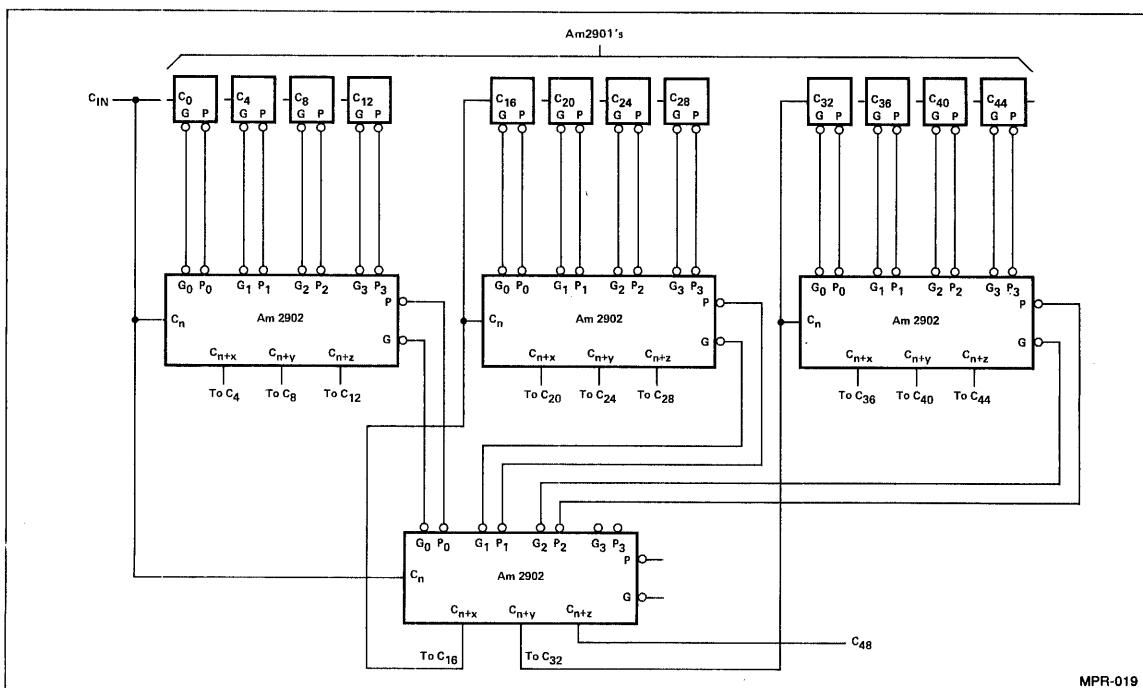 Am2901's
CIN C0 C4 C8 C12 C16 C20 C24 C28 C32 C36 C40 C44
G P G P G P G P G P G P G P G P G P G P G P G P
G0 P0 G1 P1 G2 P2 G3 P3 G0 P0 G1 P1 G2 P2 G3 P3 G0 P0 G1 P1 G2 P2 G3 P3
P P P
Cn Am 2902 Cn Am 2902 Cn Am 2902
G G G
Cn+x Cn+y Cn+z Cn+x Cn+y Cn+z Cn+x Cn+y Cn+z
To C4 To C8 To C12 To C20 To C24 To C28 To C36 To C40 To C44
G0 P0 G1 P1 G2 P2 G3 P3
P
Cn Am 2902
G
Cn+x Cn+y Cn+z
To C16 To C32 C48
MPR-019